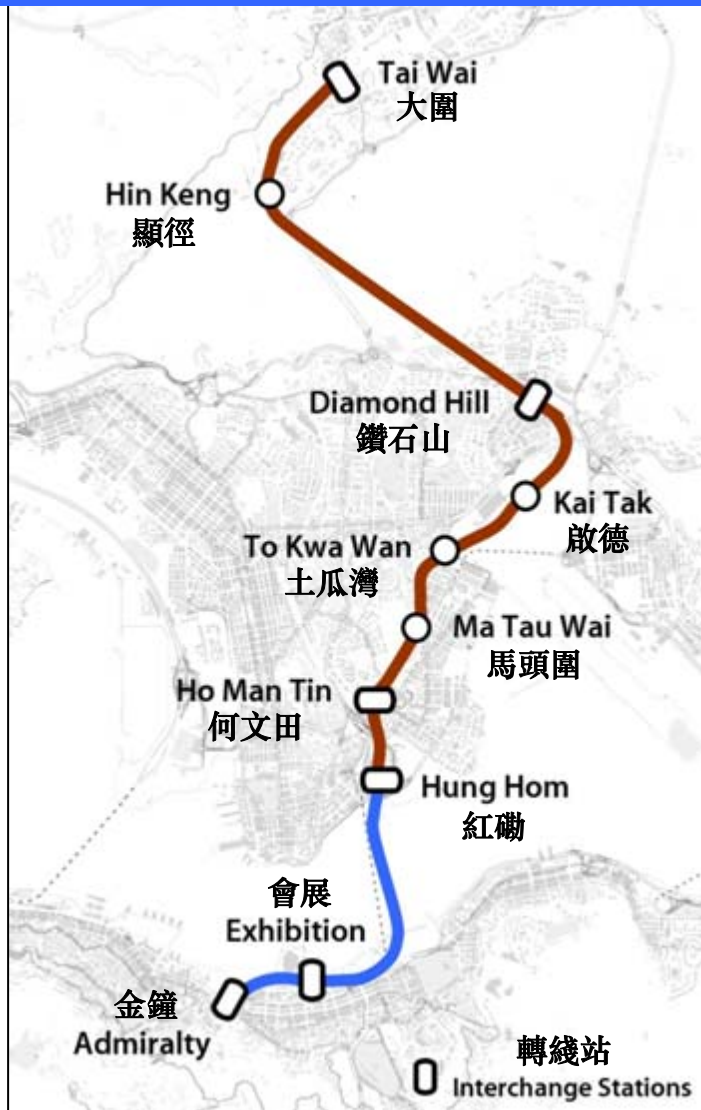 Tai Wai
大圍
Hin Keng
顯徑
Diamond Hill
鑽石山
Kai Tak
啟德
To Kwa Wan
土瓜灣
Ma Tau Wai
馬頭圍
Ho Man Tin
何文田
Hung Hom
紅磡
會展
Exhibition
金鐘
Admiralty
轉綫站
Interchange Stations